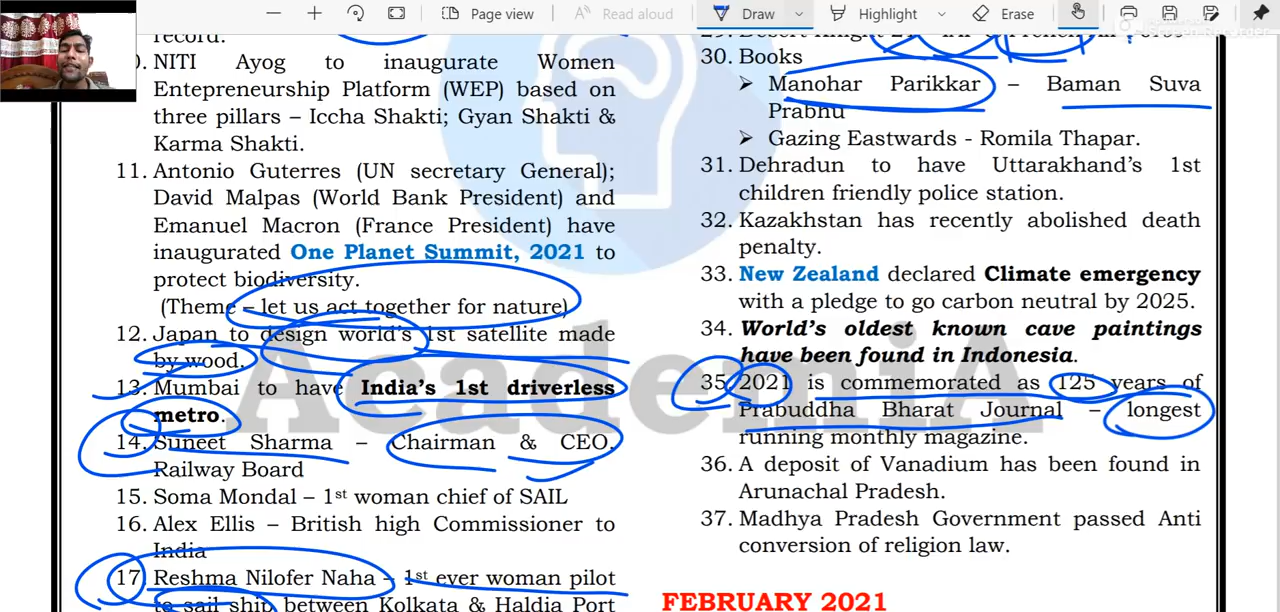 Page view
Read aloud
Draw
Highlight
Erase
record.
0. NITI Ayog to inaugurate Women
Entepreneurship Platform (WEP) based on
three pillars – Iccha Shakti; Gyan Shakti &
Karma Shakti.
11. Antonio Guterres (UN secretary General);
David Malpas (World Bank President) and
Emanuel Macron (France President) have
inaugurated One Planet Summit, 2021 to
protect biodiversity.
(Theme – let us act together for nature)
12. Japan to design world's 1st satellite made
by wood.
13. Mumbai to have India's 1st driverless
metro.
14. Suneet Sharma – Chairman & CEO,
Railway Board
15. Soma Mondal – 1st woman chief of SAIL
16. Alex Ellis – British high Commissioner to
India
17. Reshma Nilofer Naha – 1st ever woman pilot
to sail ship between Kolkata & Haldia Port
29. Desert Knight 21
30. Books
➢ Manohar Parikkar – Baman Suva
Prabhu
➢ Gazing Eastwards - Romila Thapar.
31. Dehradun to have Uttarakhand's 1st
children friendly police station.
32. Kazakhstan has recently abolished death
penalty.
33. New Zealand declared Climate emergency
with a pledge to go carbon neutral by 2025.
34. World's oldest known cave paintings
have been found in Indonesia.
35. 2021 is commemorated as 125 years of
Prabuddha Bharat Journal – longest
running monthly magazine.
36. A deposit of Vanadium has been found in
Arunachal Pradesh.
37. Madhya Pradesh Government passed Anti
conversion of religion law.
FEBRUARY 2021
AcademiA